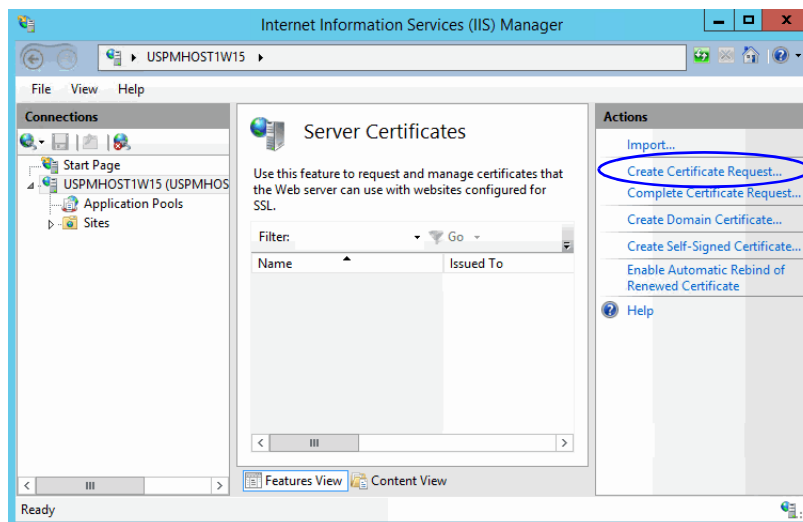 Internet Information Services (IIS) Manager
USPMHOST1W15
File View Help
Connections
Start Page
USPMHOST1W15 (USPMHOS
Application Pools
Sites
Server Certificates
Use this feature to request and manage certificates that
the Web server can use with websites configured for
SSL.
Filter: Go
Name Issued To
Features View Content View
Actions
Import...
Create Certificate Request...
Complete Certificate Request...
Create Domain Certificate...
Create Self-Signed Certificate...
Enable Automatic Rebind of
Renewed Certificate
Help
Ready